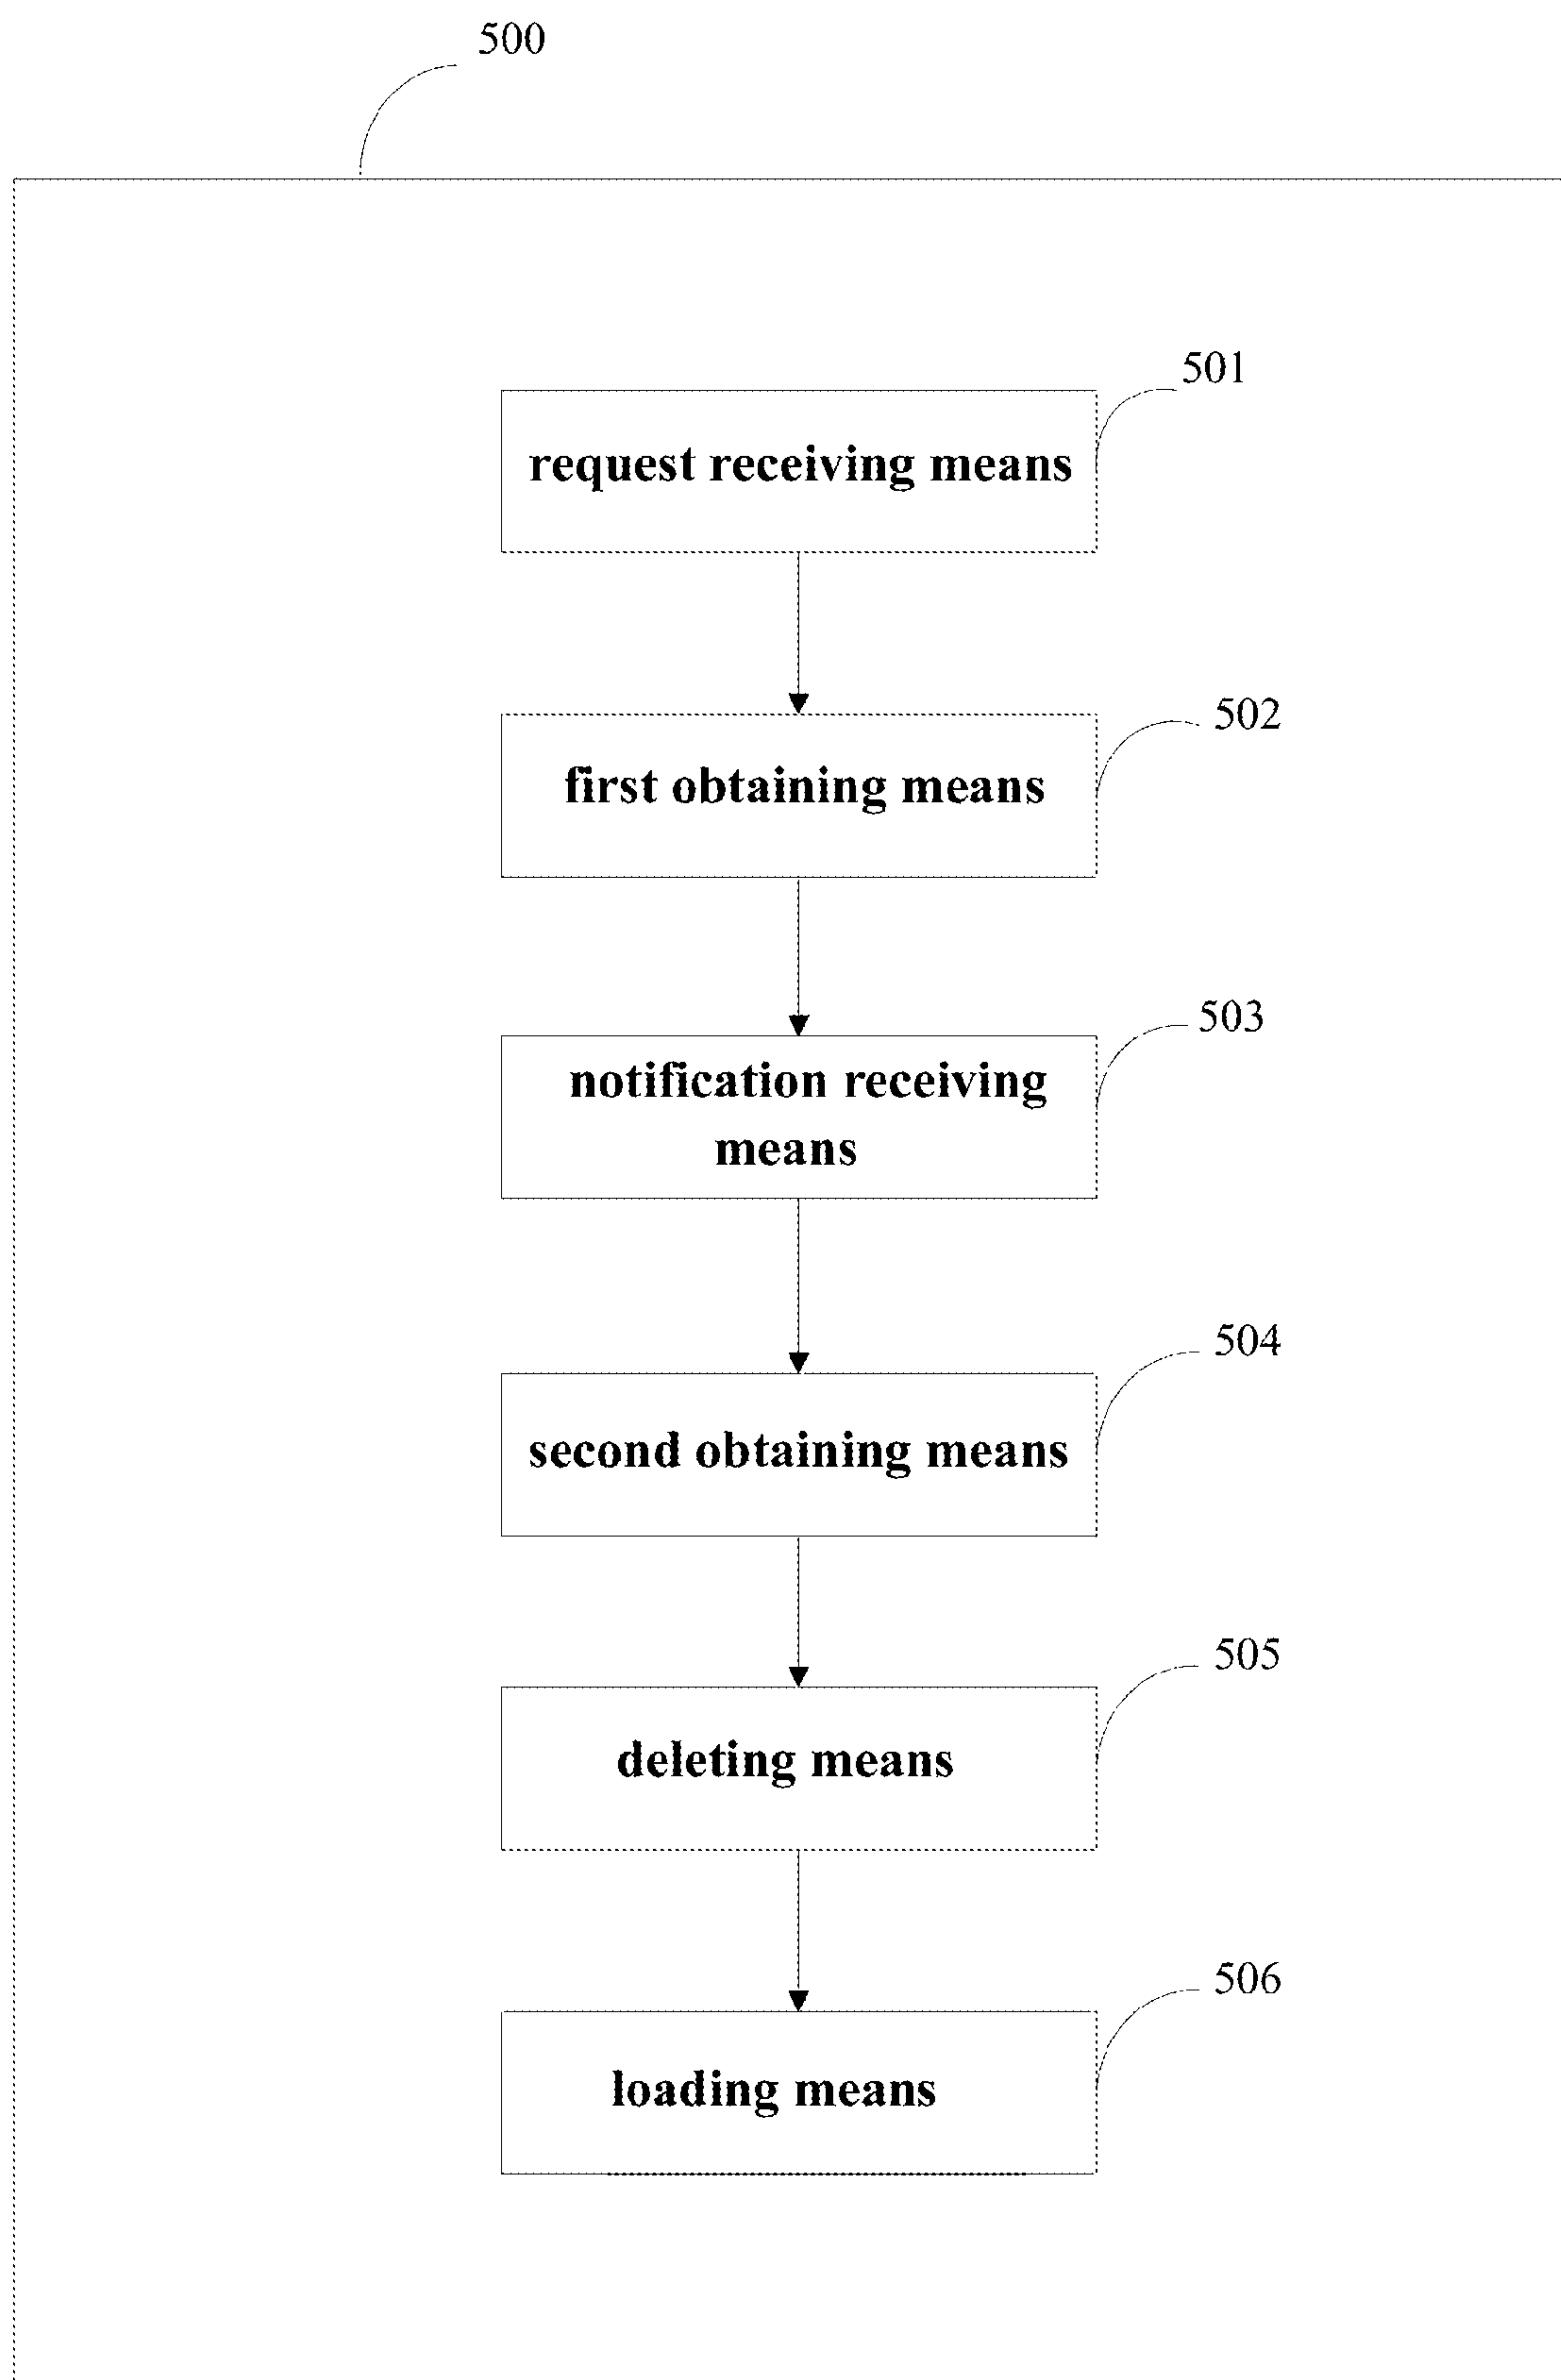 500
501
request receiving means
502
first obtaining means
503
notification receiving
means
504
second obtaining means
505
deleting means
506
loading means